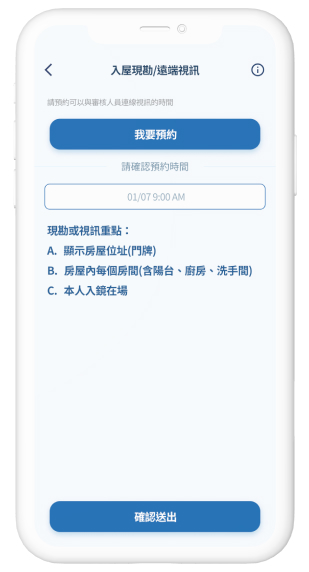 入屋現勘/遠端視訊
請預約可以與審核人員連線視訊的時間
我要預約
請確認預約時間
01/07 9:00 AM
現勘或視訊重點：
A. 顯示房屋位址(門牌)
B. 房屋內每個房間(含陽台、廚房、洗手間)
C. 本人入鏡在場
確認送出